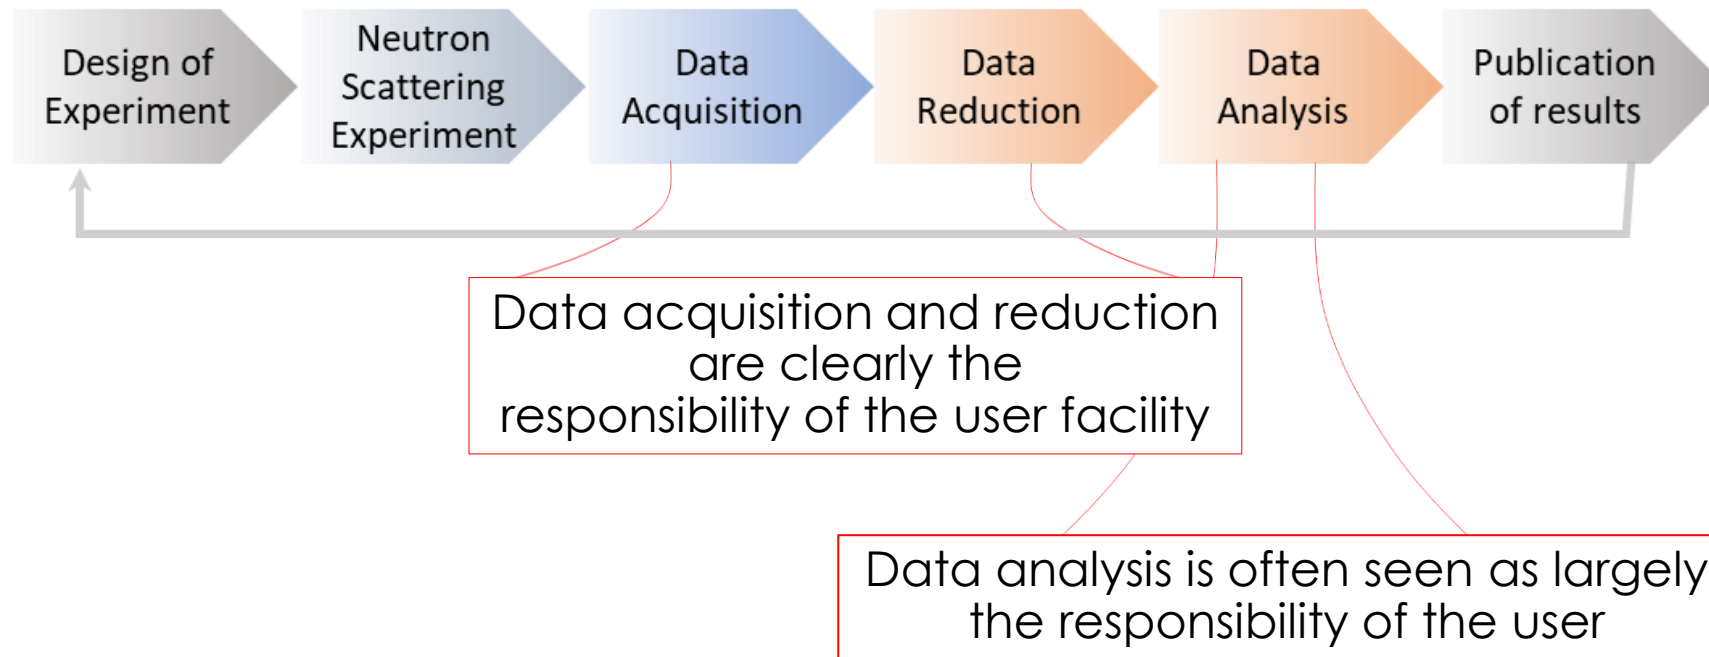 Design of
Experiment
Neutron
Scattering
Experiment
Data
Acquisition
Data
Reduction
Data
Analysis
Publication
of results
Data acquisition and reduction
are clearly the
responsibility of the user facility
Data analysis is often seen as largely
the responsibility of the user